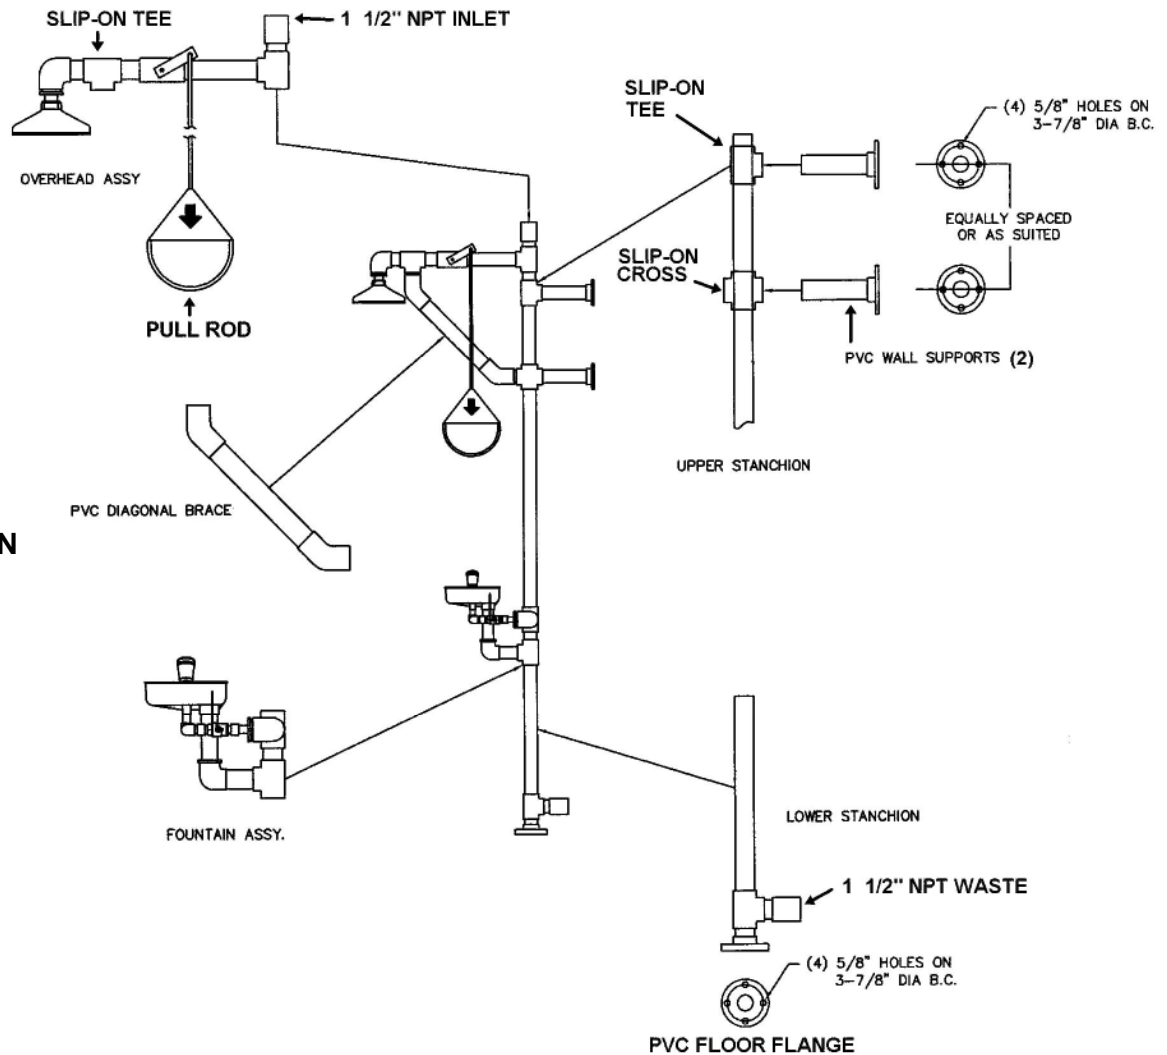 SLIP-ON TEE
1 1/2" NPT INLET
OVERHEAD ASSY
PULL ROD
SLIP-ON
TEE
(4) 5/8" HOLES ON
3-7/8" DIA B.C.
EQUALLY SPACED
OR AS SUITED
SLIP-ON
CROSS
PVC WALL SUPPORTS (2)
UPPER STANCHION
PVC DIAGONAL BRACE
N
FOUNTAIN ASSY.
LOWER STANCHION
1 1/2" NPT WASTE
(4) 5/8" HOLES ON
3-7/8" DIA B.C.
PVC FLOOR FLANGE